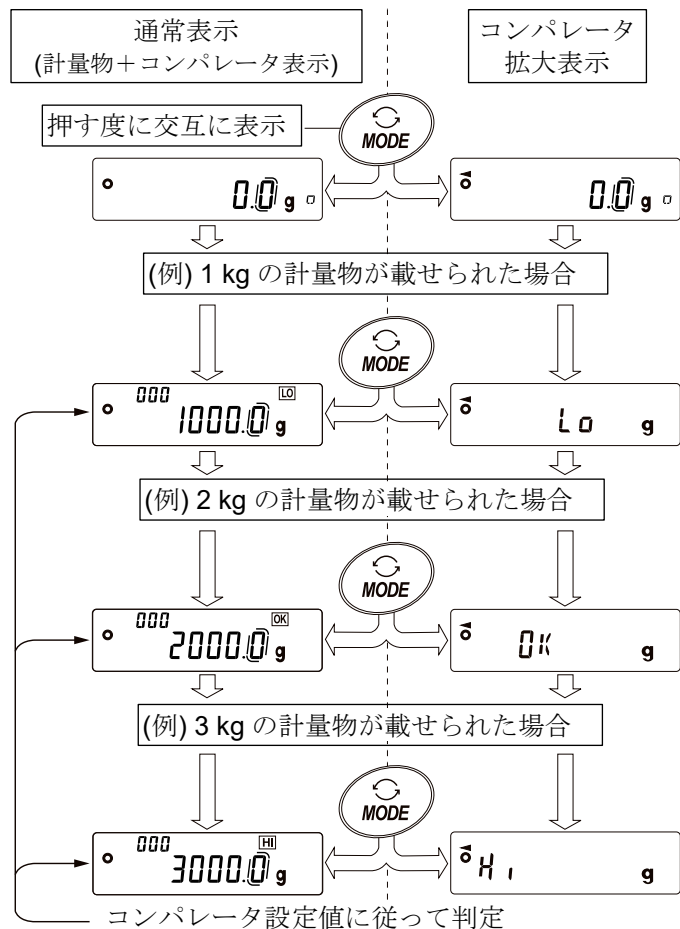 通常表示
(計量物+コンパレータ表示)
コンパレータ
拡大表示
押す度に交互に表示
MODE
0.0 g
0.0 g
(例) 1 kg の計量物が載せられた場合
MODE
000
LO
1000.0 g
Lo g
(例) 2 kg の計量物が載せられた場合
MODE
000
OK
2000.0 g
OK g
(例) 3 kg の計量物が載せられた場合
MODE
000
HI
3000.0 g
Hi g
コンパレータ設定値に従って判定